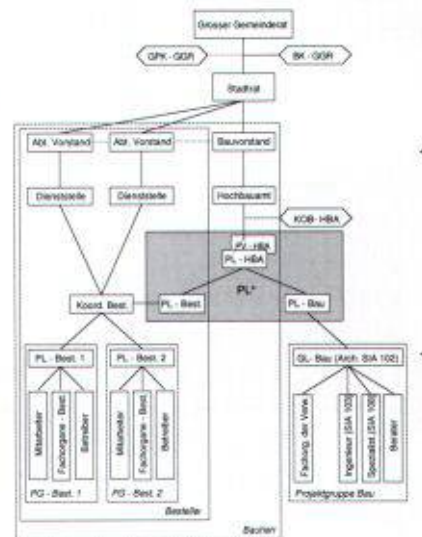 Grosser Gemeinderat
GPK - GGR
BK - GGR
Stadtrat
Abt. Vorstand
Abt. Vorstand
Bauvorstand
Dienststelle
Dienststelle
Hochbauamt
KOB- HBA
PV - HBA
PL - HBA
PL*
Koord. Best.
PL - Best.
PL - Bau
PL - Best. 1
PL - Best. 2
GL- Bau (Arch. SIA 102)
Mitarbeiter
Fachorgane - Best.
Betreiber
Mitarbeiter
Fachorgane - Best.
Betreiber
Fachorg. der Verw.
Ingenieur (SIA 103)
Spezialist (SIA 108)
Berater
PG - Best. 1
PG - Best. 2
Projektgruppe Bau
Besteller
Bauherr